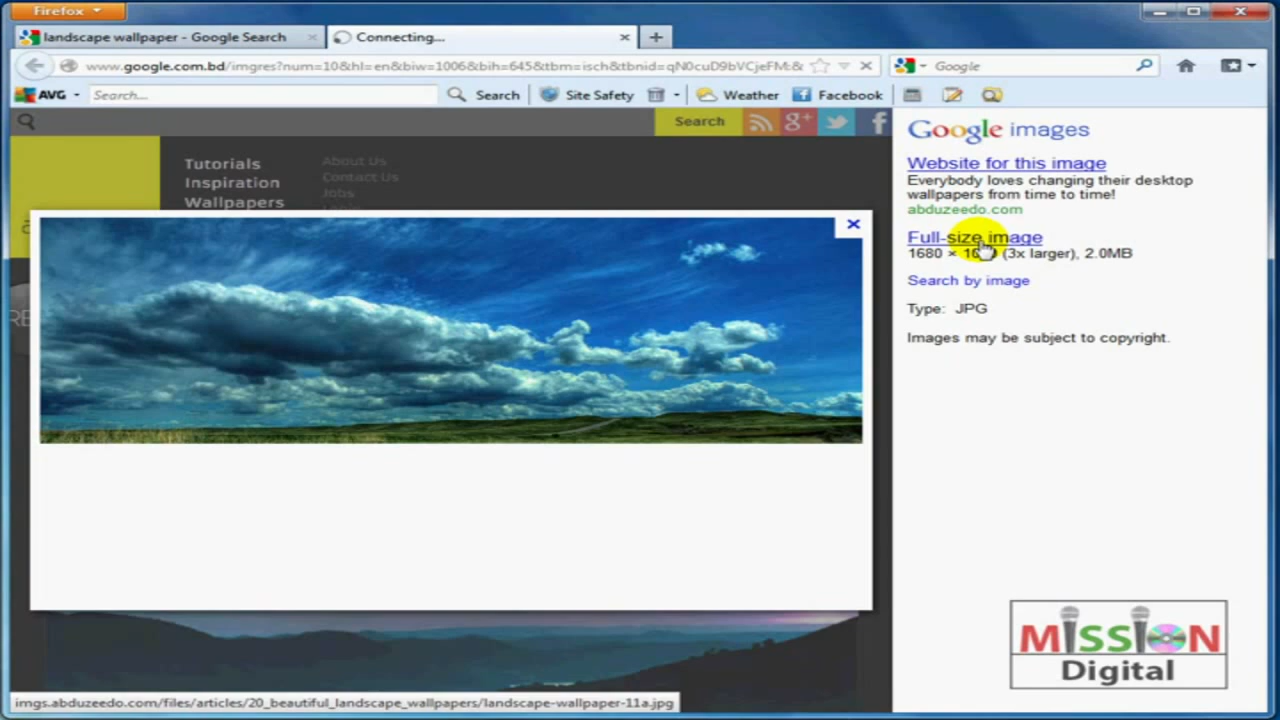 Firefox
landscape wallpaper - Google Search
Connecting...
www.google.com.bd/imgres?num=10&hl=en&biw=1006&bih=645&tbm=isch&tbnid=qN0cuD9bVCjeFM:&
Google
AVG
Search...
Search
Site Safety
Weather
Facebook
Search
g+
f
Tutorials
Inspiration
Wallpapers
About Us
Contact Us
Jobs
Google images
Website for this image
Everybody loves changing their desktop
wallpapers from time to time!
abduzeedo.com
Full-size image
1680 × (3x larger), 2.0MB
Search by image
Type: JPG
Images may be subject to copyright.
MISSION
Digital
imgs.abduzeedo.com/files/articles/20_beautiful_landscape_wallpapers/landscape-wallpaper-11a.jpg